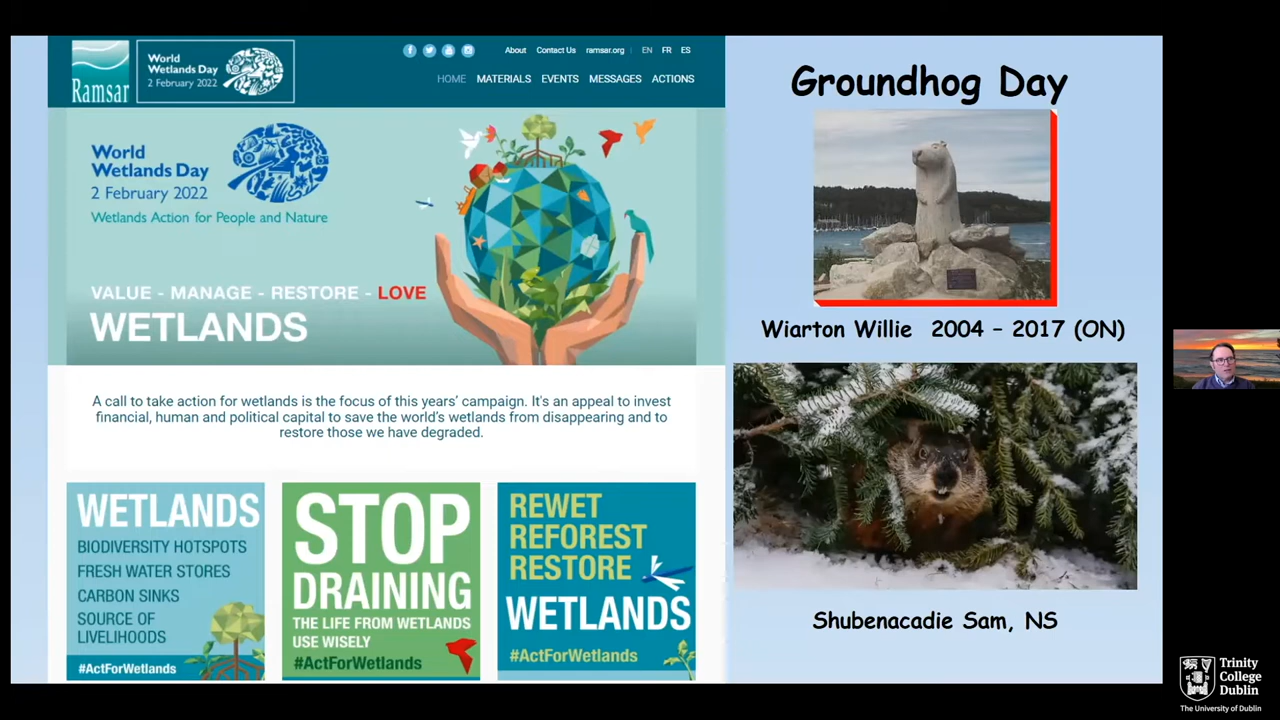 Ramsar
World
Wetlands Day
2 February 2022
About Contact Us ramsar.org | EN FR ES
HOME MATERIALS EVENTS MESSAGES ACTIONS
World
Wetlands Day
2 February 2022
Wetlands Action for People and Nature
VALUE - MANAGE - RESTORE - LOVE
WETLANDS
A call to take action for wetlands is the focus of this years' campaign. It's an appeal to invest
financial, human and political capital to save the world's wetlands from disappearing and to
restore those we have degraded.
WETLANDS
BIODIVERSITY HOTSPOTS
FRESH WATER STORES
CARBON SINKS
SOURCE OF
LIVELIHOODS
#ActForWetlands
STOP
DRAINING
THE LIFE FROM WETLANDS
USE WISELY
#ActForWetlands
REWET
REFOREST
RESTORE
WETLANDS
#ActForWetlands
Groundhog Day
Wiarton Willie 2004 – 2017 (ON)
Shubenacadie Sam, NS
Trinity
College
Dublin
The University of Dublin